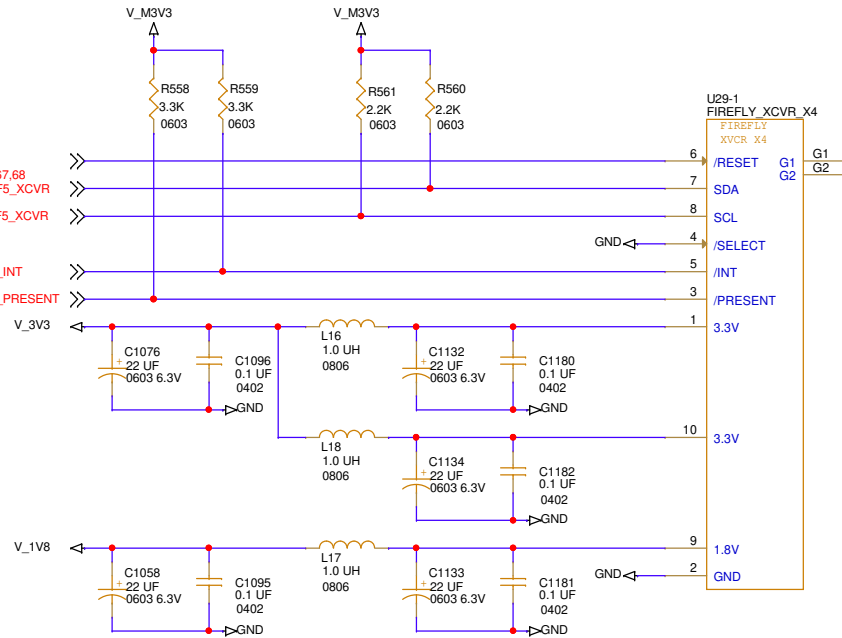 V_M3V3
V_M3V3
R558
3.3K
0603
R559
3.3K
0603
R561
2.2K
0603
R560
2.2K
0603
U29-1
FIREFLY_XCVR_X4
FIREFLY
XVCR X4
67,68
F5_XCVR
F5_XCVR
_INT
_PRESENT
6
/RESET
7
SDA
8
SCL
GND
4
/SELECT
5
/INT
3
/PRESENT
1
3.3V
10
3.3V
9
1.8V
GND
2
GND
G1
G1
G2
G2
V_3V3
C1076
+
22 UF
0603 6.3V
C1096
0.1 UF
0402
GND
L16
1.0 UH
0806
C1132
+
22 UF
0603 6.3V
C1180
0.1 UF
0402
GND
L18
1.0 UH
0806
C1134
+
22 UF
0603 6.3V
C1182
0.1 UF
0402
GND
V_1V8
C1058
+
22 UF
0603 6.3V
C1095
0.1 UF
0402
GND
L17
1.0 UH
0806
C1133
+
22 UF
0603 6.3V
C1181
0.1 UF
0402
GND